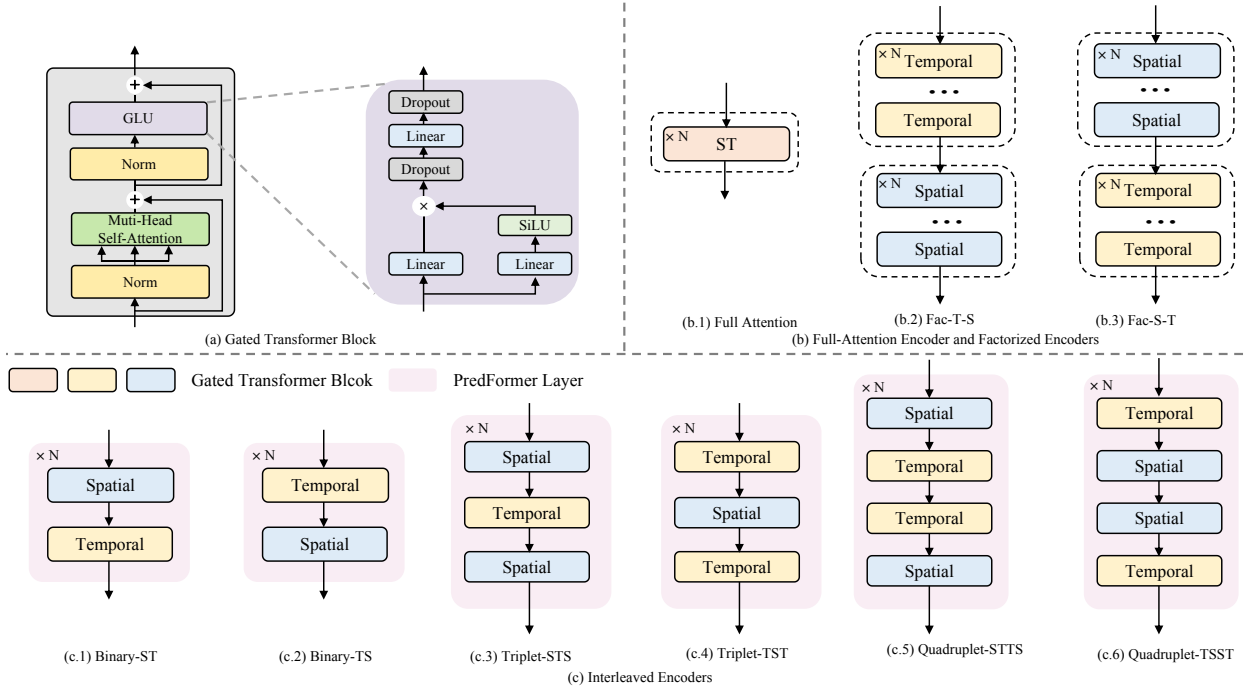 GLU
Norm
+
Muti-Head
Self-Attention
Norm
+
Dropout
Linear
Dropout
×
SiLU
Linear
Linear
(a) Gated Transformer Block
× N
ST
(b.1) Full Attention
× N
Temporal
• • •
Temporal
× N
Spatial
• • •
Spatial
(b.2) Fac-T-S
× N
Spatial
• • •
Spatial
× N
Temporal
• • •
Temporal
(b.3) Fac-S-T
(b) Full-Attention Encoder and Factorized Encoders
Gated Transformer Blcok
PredFormer Layer
× N
Spatial
Temporal
(c.1) Binary-ST
× N
Temporal
Spatial
(c.2) Binary-TS
× N
Spatial
Temporal
Spatial
(c.3) Triplet-STS
× N
Temporal
Spatial
Temporal
(c.4) Triplet-TST
× N
Spatial
Temporal
Temporal
Spatial
(c.5) Quadruplet-STTS
× N
Temporal
Spatial
Spatial
Temporal
(c.6) Quadruplet-TSST
(c) Interleaved Encoders